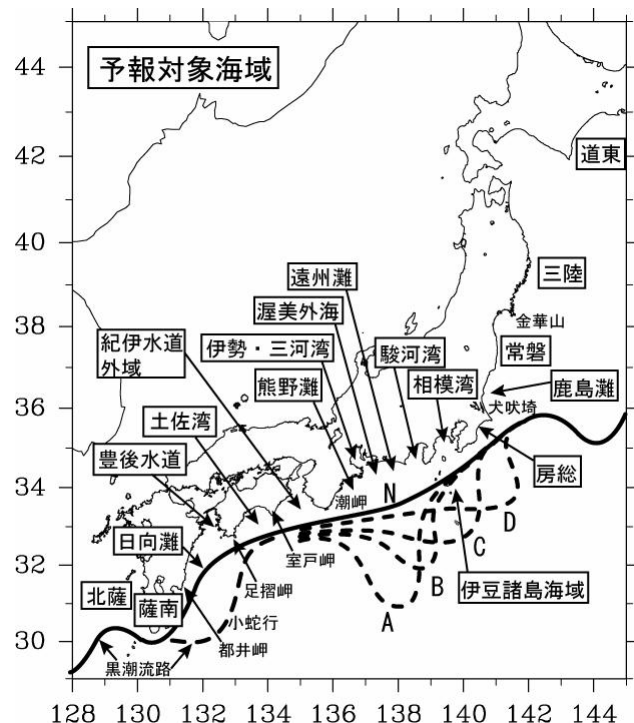 44
予報対象海域
42
道東
40
遠州灘
三陸
渥美外海
38
金華山
紀伊水道
外域
伊勢・三河湾
駿河湾
常磐
熊野灘
相模湾
鹿島灘
36
犬吠埼
土佐湾
豊後水道
房総
34
潮岬
N
D
日向灘
室戸岬
C
32
足摺岬
B
伊豆諸島海域
北薩
薩南
小蛇行
A
30
都井岬
黒潮流路
128 130 132 134 136 138 140 142 144